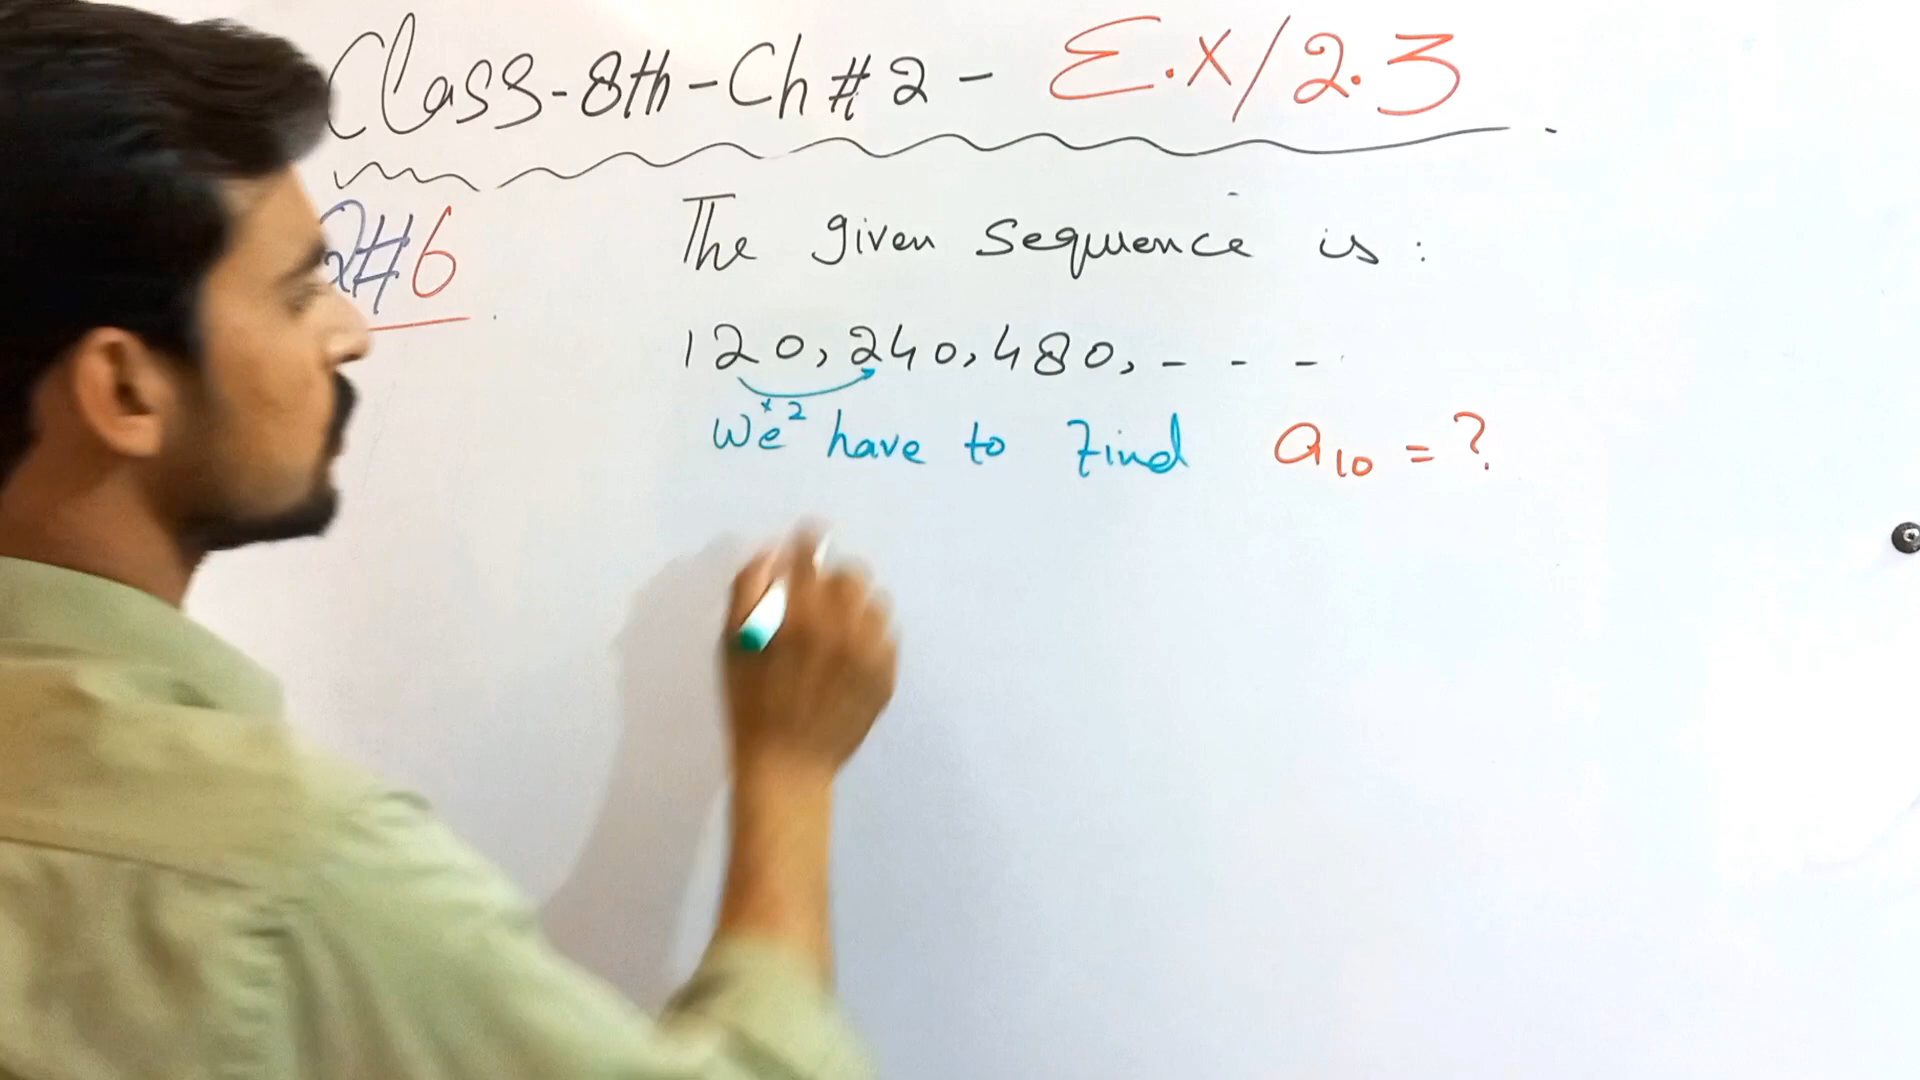 Class-8th-Ch#2- E.x/2.3
Q#6
The given sequence is:
120, 240, 480, - - -
×2
We have to find a₁₀ = ?